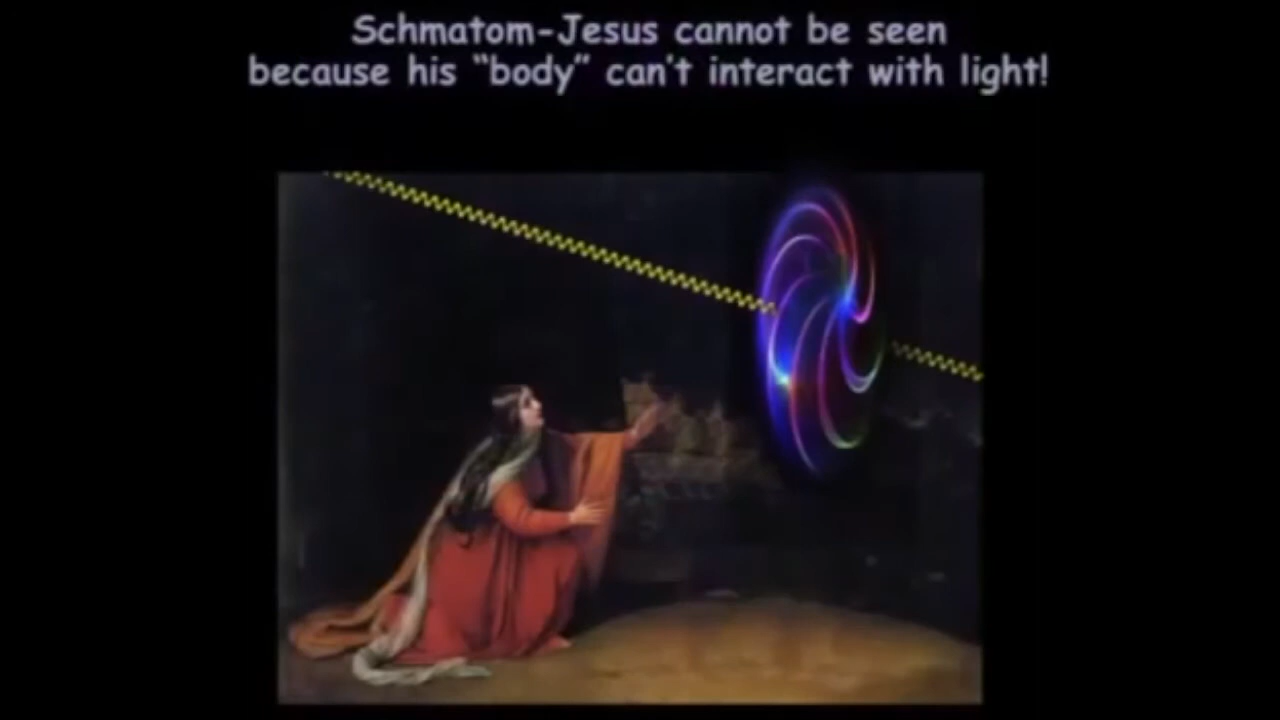 Schmatom-Jesus cannot be seen
because his “body” can't interact with light!